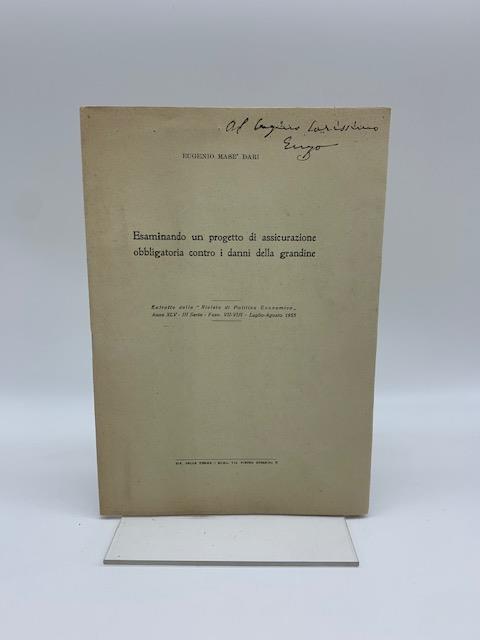 Al Cugino Carissimo
EUGENIO MASE' DARI
Esaminando un progetto di assicurazione
obbligatoria contro i danni della grandine
Estratto dalla "Rivista di Politica Economica„
Anno XLV - III Serie - Fasc. VII-VIII - Luglio-Agosto 1955